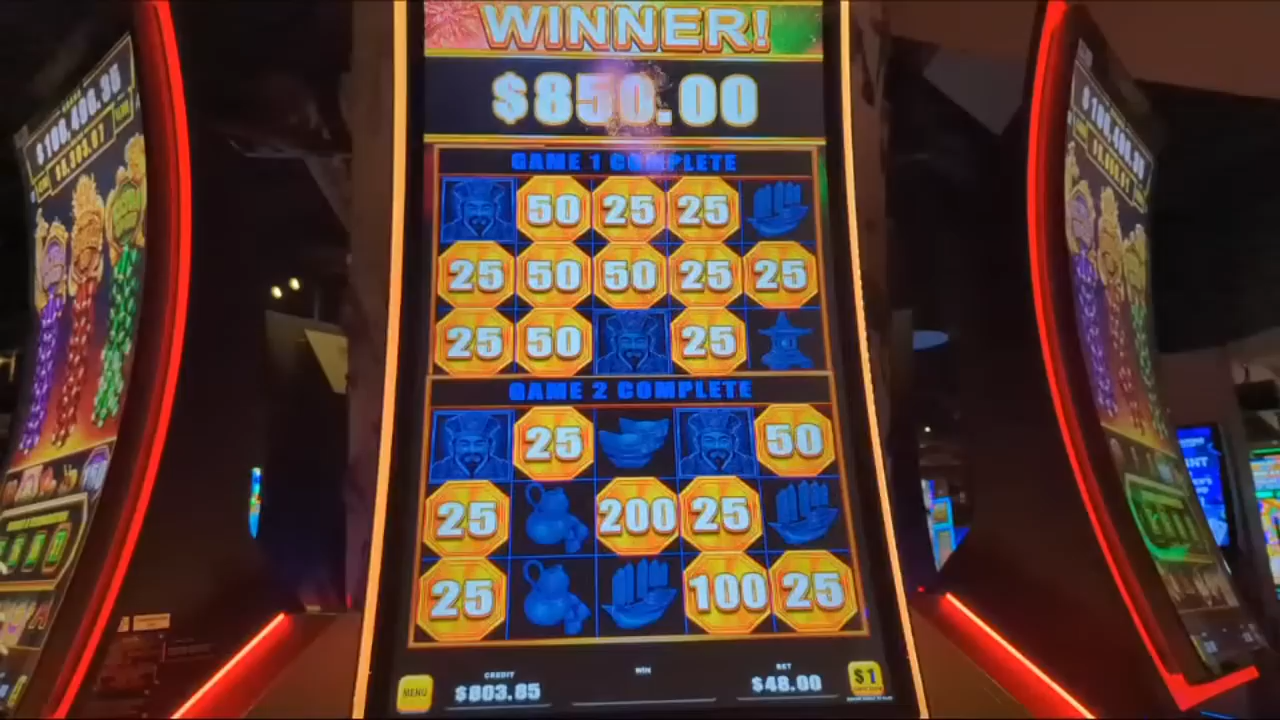 WINNER!
$850.00
GAME 1 COMPLETE
50 25 25
25 50 50 25 25
25 50 25
GAME 2 COMPLETE
25 50
25 200 25
25 100 25
MENU
CREDIT
$803.85
WIN
BET
$48.00
$1